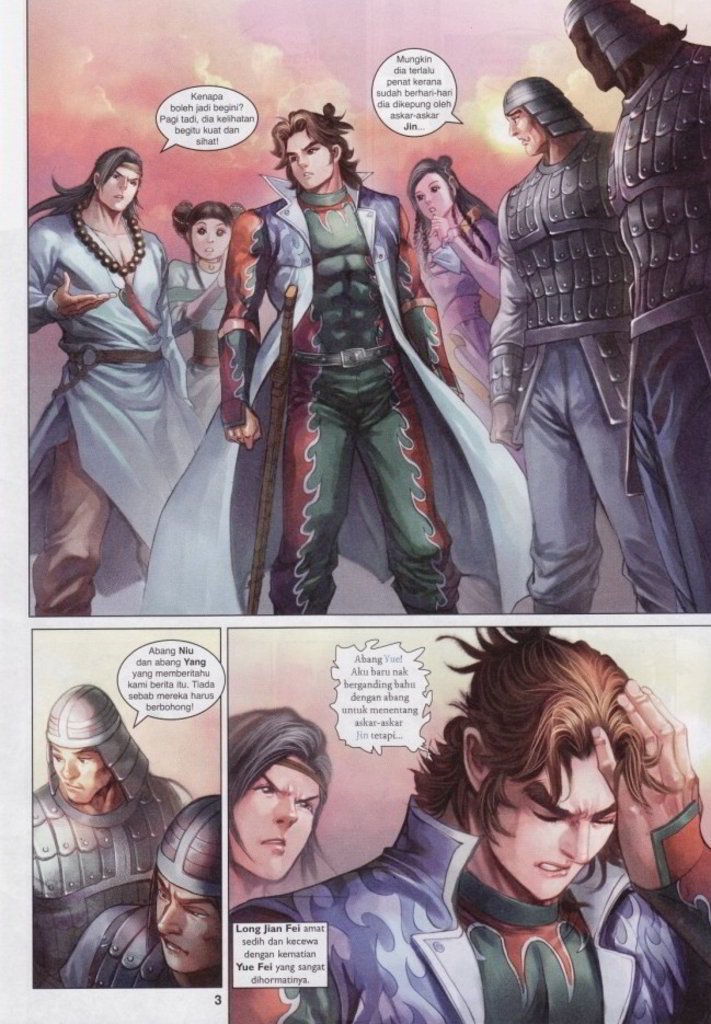 Kenapa
boleh jadi begini?
Pagi tadi, dia kelihatan
begitu kuat dan
sihat!
Mungkin
dia terlalu
penat kerana
sudah berhari-hari
dia dikepung oleh
askar-askar
Jin...
Abang Niu
dan abang Yang
yang memberitahu
kami berita itu. Tiada
sebab mereka harus
berbohong!
Abang Yue!
Aku baru nak
berganding bahu
dengan abang
untuk menentang
askar-askar
Jin tetapi...
Long Jian Fei amat
sedih dan kecewa
dengan kematian
Yue Fei yang sangat
dihormatinya.
3